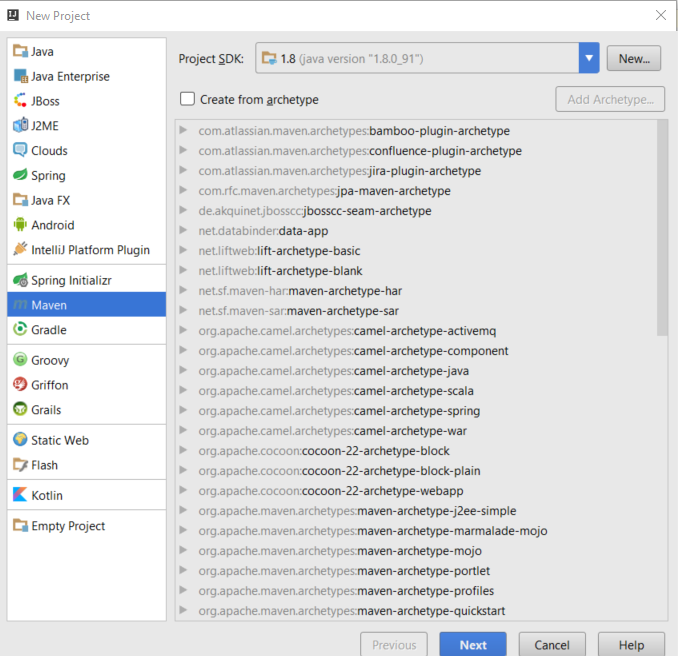 New Project
Java
Java Enterprise
JBoss
J2ME
Clouds
Spring
Java FX
Android
IntelliJ Platform Plugin
Spring Initializr
Maven
Gradle
Groovy
Griffon
Grails
Static Web
Flash
Kotlin
Empty Project
Project SDK: 1.8 (java version "1.8.0_91") New...
Create from archetype Add Archetype...
com.atlassian.maven.archetypes:bamboo-plugin-archetype
com.atlassian.maven.archetypes:confluence-plugin-archetype
com.atlassian.maven.archetypes:jira-plugin-archetype
com.rfc.maven.archetypes:jpa-maven-archetype
de.akquinet.jbosscc:jbosscc-seam-archetype
net.databinder:data-app
net.liftweb:lift-archetype-basic
net.liftweb:lift-archetype-blank
net.sf.maven-har:maven-archetype-har
net.sf.maven-sar:maven-archetype-sar
org.apache.camel.archetypes:camel-archetype-activemq
org.apache.camel.archetypes:camel-archetype-component
org.apache.camel.archetypes:camel-archetype-java
org.apache.camel.archetypes:camel-archetype-scala
org.apache.camel.archetypes:camel-archetype-spring
org.apache.camel.archetypes:camel-archetype-war
org.apache.cocoon:cocoon-22-archetype-block
org.apache.cocoon:cocoon-22-archetype-block-plain
org.apache.cocoon:cocoon-22-archetype-webapp
org.apache.maven.archetypes:maven-archetype-j2ee-simple
org.apache.maven.archetypes:maven-archetype-marmalade-mojo
org.apache.maven.archetypes:maven-archetype-mojo
org.apache.maven.archetypes:maven-archetype-portlet
org.apache.maven.archetypes:maven-archetype-profiles
org.apache.maven.archetypes:maven-archetype-quickstart
Previous Next Cancel Help